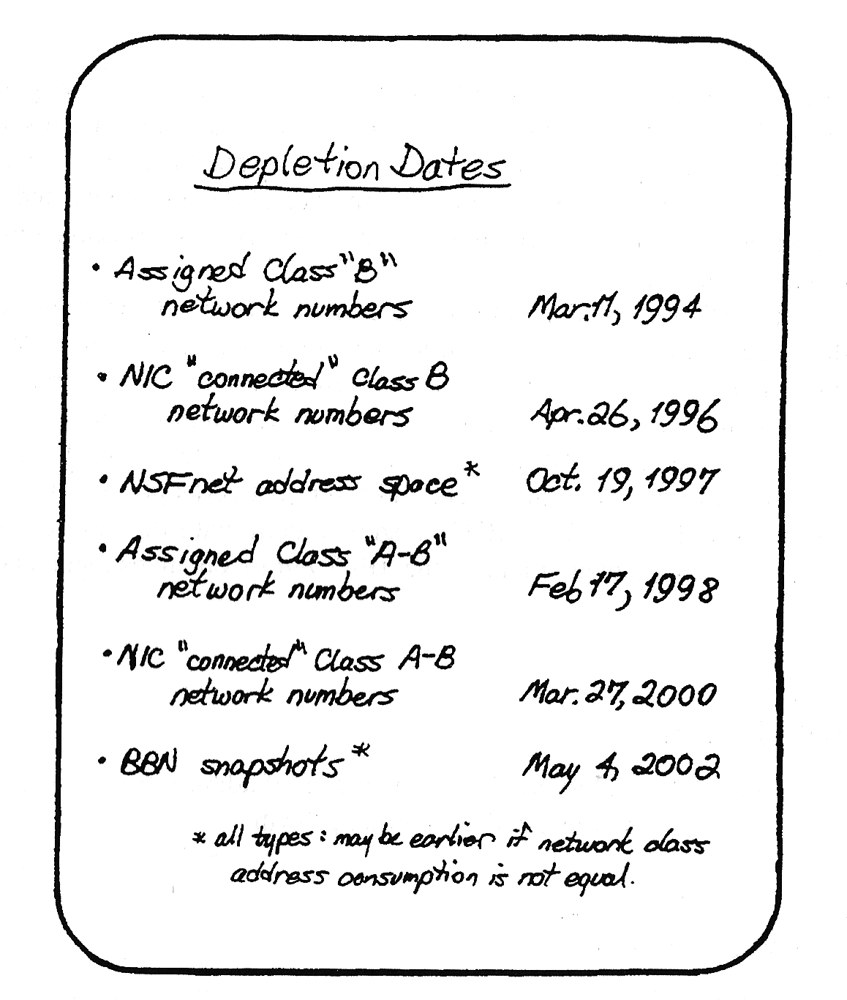 Depletion Dates
• Assigned Class "B"
network numbers Mar. 11, 1994
• NIC "connected" Class B
network numbers Apr. 26, 1996
• NSFnet address space* Oct. 19, 1997
• Assigned Class "A-B"
network numbers Feb 17, 1998
• NIC "connected" Class A-B
network numbers Mar. 27, 2000
• BBN snapshots* May 4, 2002
* all types: may be earlier if network class
address consumption is not equal.